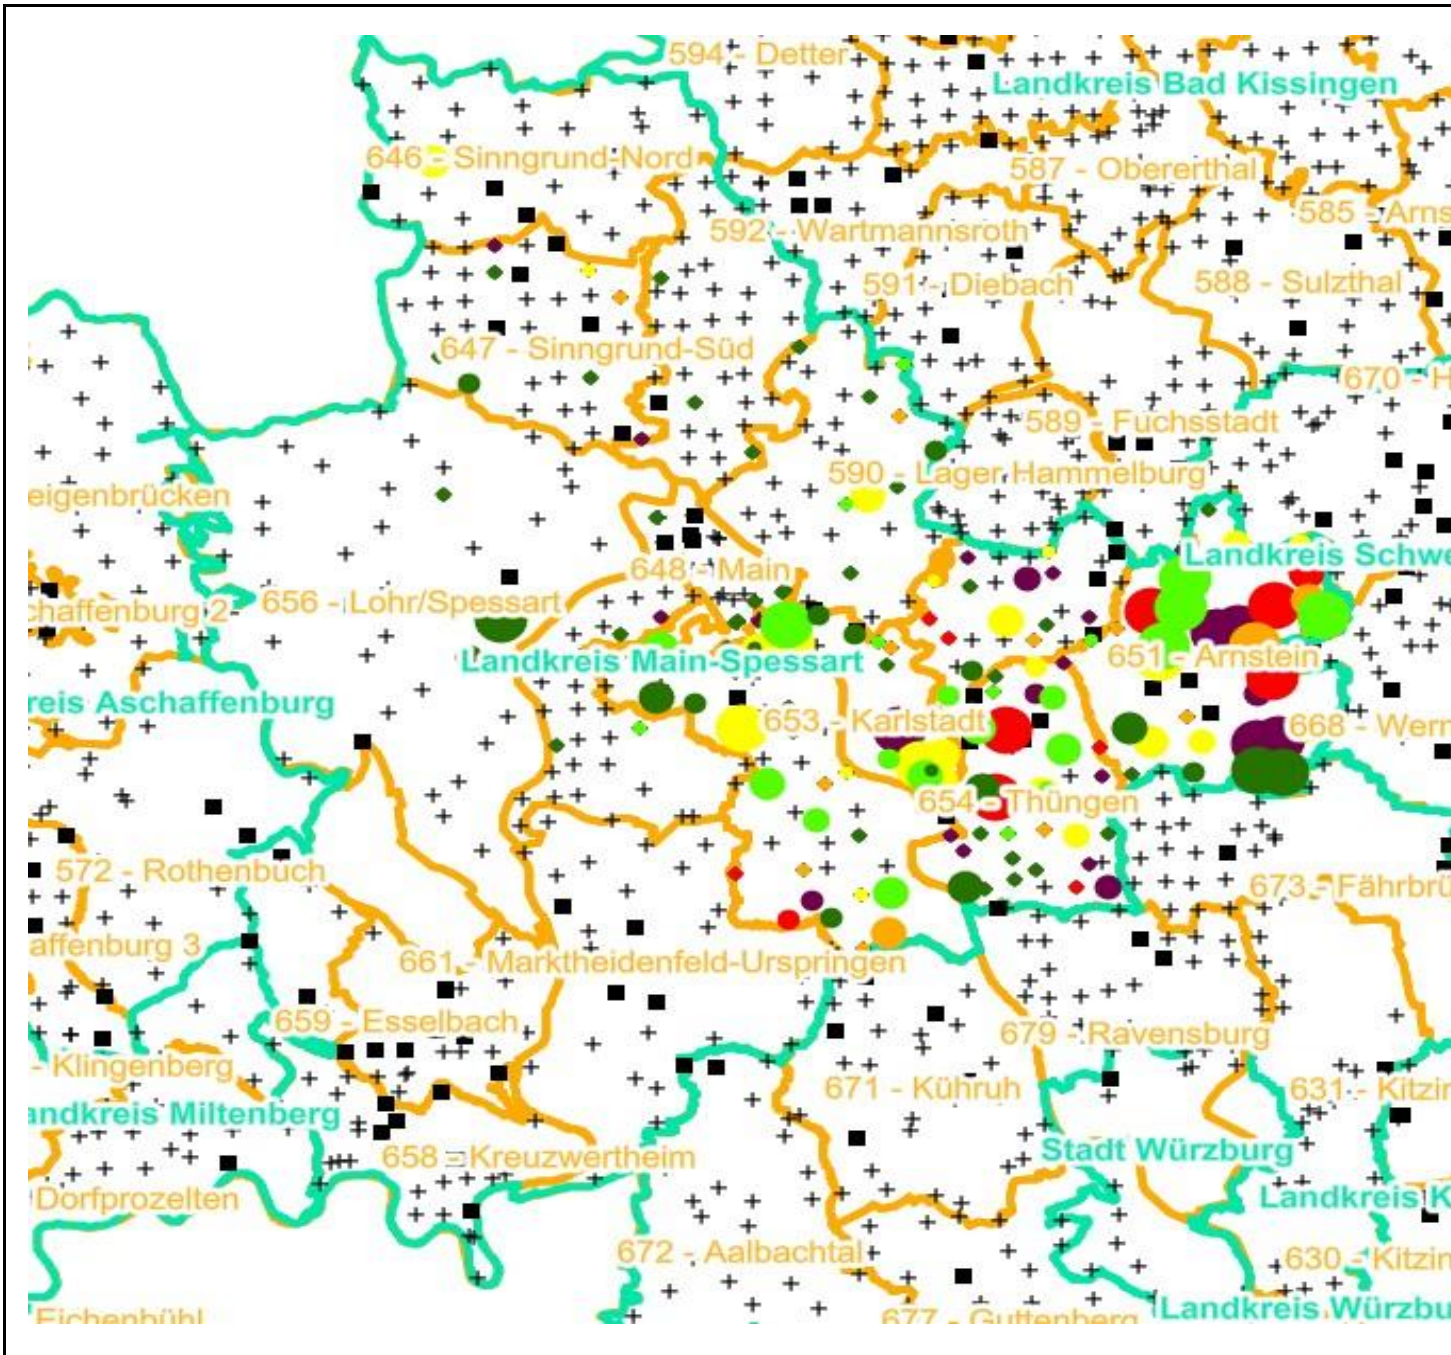 594 - Detter
Landkreis Bad Kissingen
646 - Sinngrund-Nord
587 - Obererthal
585 - Arns
592 - Wartmannsroth
591 - Diebach
588 - Sulzthal
647 - Sinngrund-Süd
670 - H
589 - Fuchsstadt
590 - Lager Hammelburg
eigenbrücken
Landkreis Schwe
648 - Main
656 - Lohr/Spessart
chaffenburg 2
651 - Arnstein
Landkreis Main-Spessart
reis Aschaffenburg
653 - Karlstadt
668 - Wern
654 - Thüngen
572 - Rothenbuch
673 - Fährbrü
affenburg 3
661 - Marktheidenfeld-Urspringen
659 - Esselbach
679 - Ravensburg
- Klingenberg
671 - Kühruh
631 - Kitzin
andkreis Miltenberg
Stadt Würzburg
658 - Kreuzwertheim
Dorfprozelten
Landkreis K
672 - Aalbachtal
630 - Kitzin
Eichenbühl
677 - Guttenberg
Landkreis Würzbu